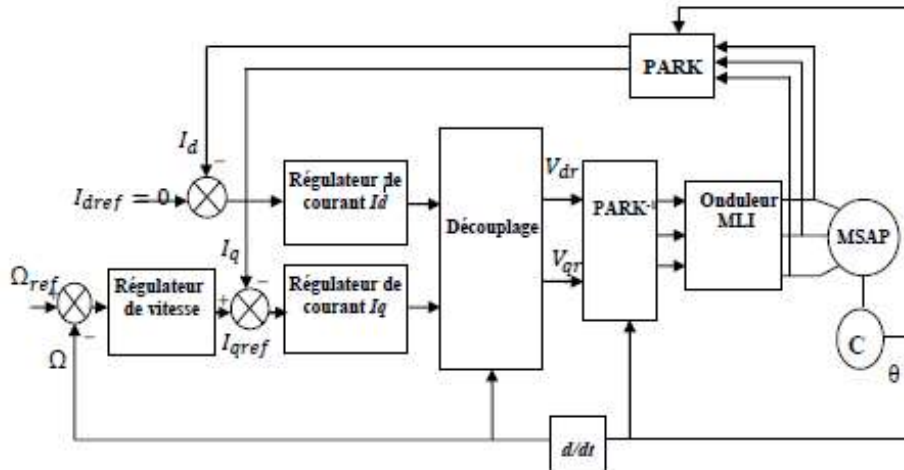 PARK
I_d
−
I_dref = 0
Régulateur de
courant Id
Découplage
V_dr
PARK⁻¹
Onduleur
MLI
MSAP
I_q
−
Ω_ref
+
Régulateur
de vitesse
+
I_qref
Régulateur de
courant Iq
V_qr
−
Ω
C
θ
d/dt